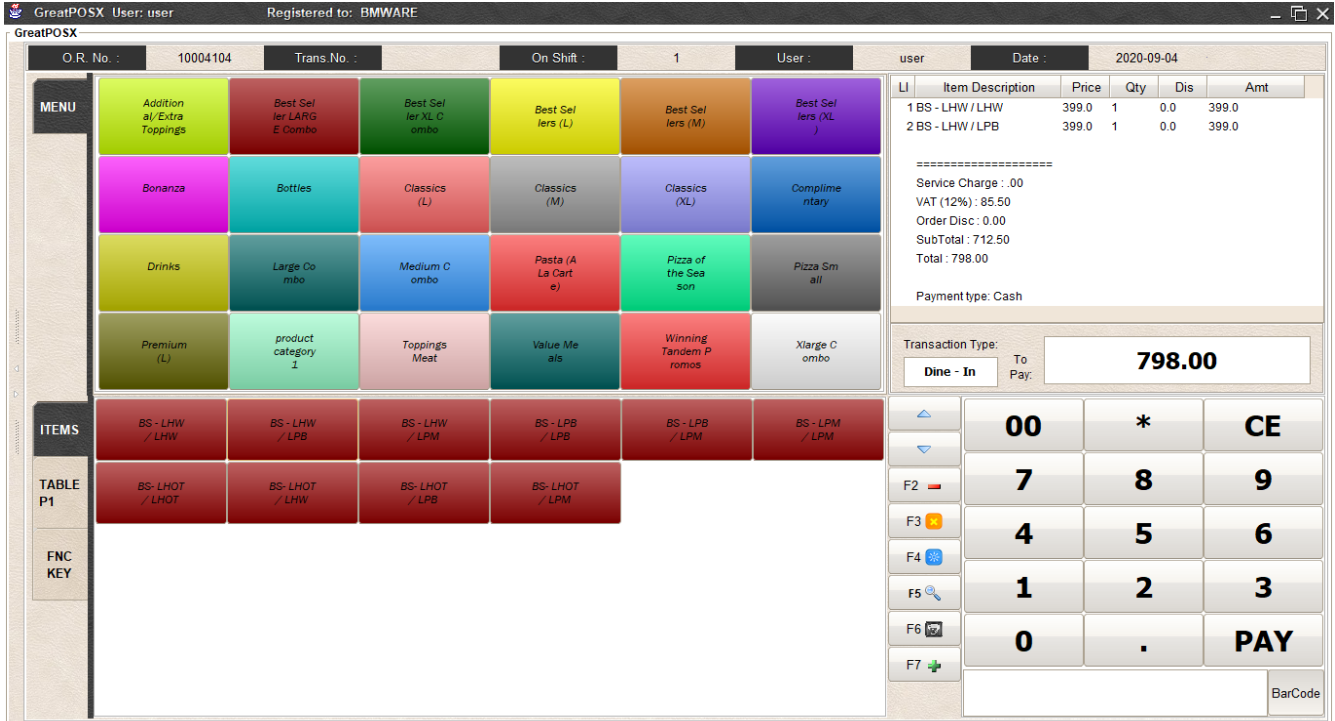 GreatPOSX User: user Registered to: BMWARE
GreatPOSX
O.R. No. : 10004104 Trans.No. : On Shift : 1 User : user Date : 2020-09-04
MENU
Addition
al/Extra
Toppings
Best Sel
ler LARG
E Combo
Best Sel
ler XL C
ombo
Best Sel
lers (L)
Best Sel
lers (M)
Best Sel
lers (XL
)
Bonanza
Bottles
Classics
(L)
Classics
(M)
Classics
(XL)
Complime
ntary
Drinks
Large Co
mbo
Medium C
ombo
Pasta (A
La Cart
e)
Pizza of
the Sea
son
Pizza Sm
all
Premium
(L)
product
category
1
Toppings
Meat
Value Me
als
Winning
Tandem P
romos
Xlarge C
ombo
LI Item Description Price Qty Dis Amt
1 BS - LHW / LHW 399.0 1 0.0 399.0
2 BS - LHW / LPB 399.0 1 0.0 399.0
====================
Service Charge : .00
VAT (12%) : 85.50
Order Disc : 0.00
SubTotal : 712.50
Total : 798.00
Payment type: Cash
Transaction Type:
Dine - In
To
Pay:
798.00
ITEMS
TABLE
P1
FNC
KEY
BS - LHW
/ LHW
BS - LHW
/ LPB
BS - LHW
/ LPM
BS - LPB
/ LPB
BS - LPB
/ LPM
BS - LPM
/ LPM
BS- LHOT
/ LHOT
BS- LHOT
/ LHW
BS- LHOT
/ LPB
BS- LHOT
/ LPM
F2
F3
F4
F5
F6
F7
00 * CE
7 8 9
4 5 6
1 2 3
0 . PAY
BarCode